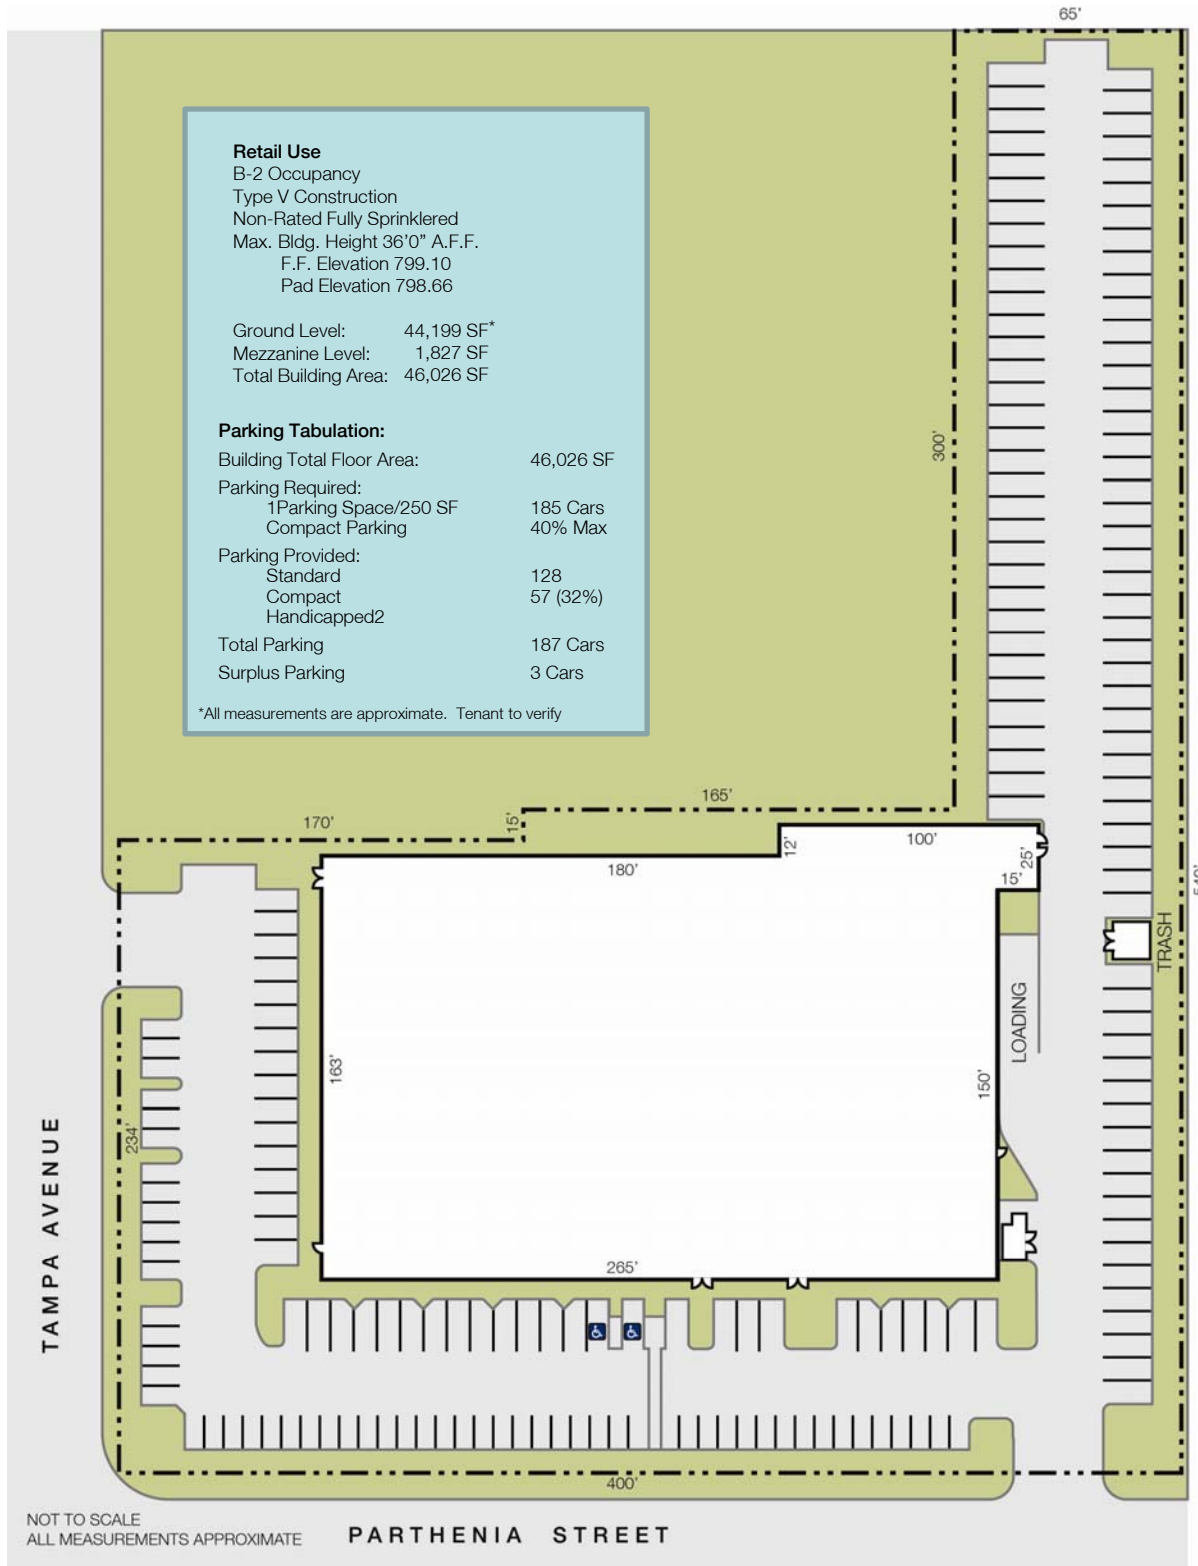 65'
Retail Use
B-2 Occupancy
Type V Construction
Non-Rated Fully Sprinklered
Max. Bldg. Height 36'0” A.F.F.
F.F. Elevation 799.10
Pad Elevation 798.66
Ground Level: 44,199 SF*
Mezzanine Level: 1,827 SF
Total Building Area: 46,026 SF
Parking Tabulation:
Building Total Floor Area: 46,026 SF
Parking Required:
1Parking Space/250 SF 185 Cars
Compact Parking 40% Max
Parking Provided:
Standard 128
Compact 57 (32%)
Handicapped2
Total Parking 187 Cars
Surplus Parking 3 Cars
*All measurements are approximate. Tenant to verify
300'
165'
170'
15'
12'
100'
180'
25'
15'
TRASH
LOADING
163'
150'
234'
TAMPA AVENUE
265'
400'
NOT TO SCALE
ALL MEASUREMENTS APPROXIMATE
PARTHENIA STREET